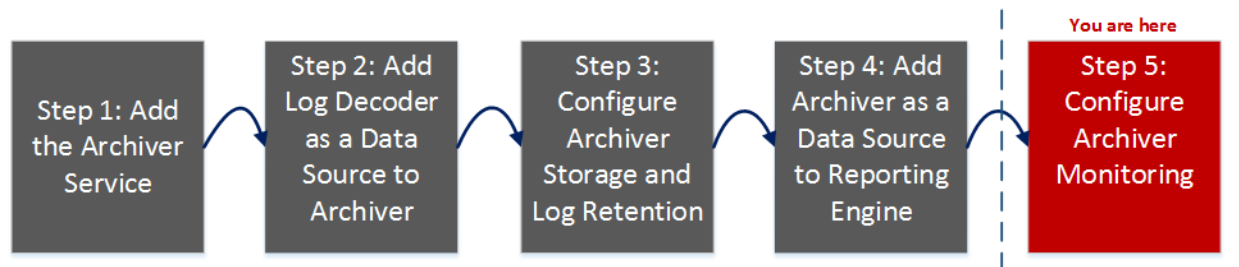 Step 1: Add
the Archiver
Service
Step 2: Add
Log Decoder
as a Data
Source to
Archiver
Step 3:
Configure
Archiver
Storage and
Log Retention
Step 4: Add
Archiver as a
Data Source
to Reporting
Engine
You are here
Step 5:
Configure
Archiver
Monitoring